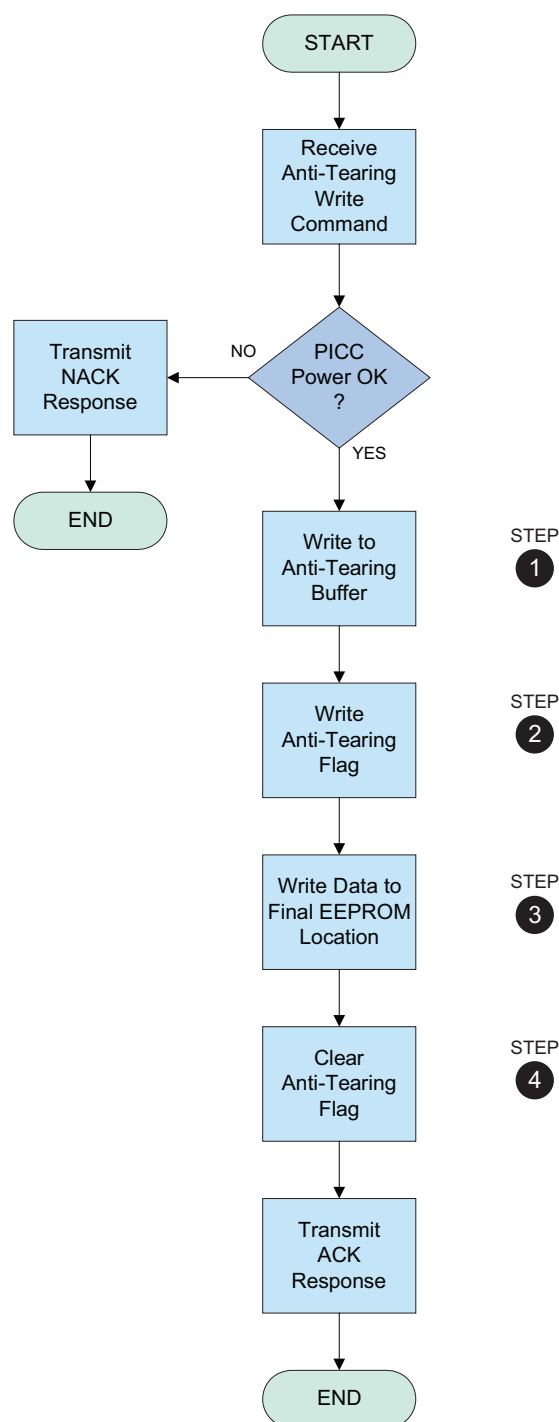 START
Receive
Anti-Tearing
Write
Command
PICC
Power OK
?
NO
Transmit
NACK
Response
END
YES
Write to
Anti-Tearing
Buffer
STEP
1
Write
Anti-Tearing
Flag
STEP
2
Write Data to
Final EEPROM
Location
STEP
3
Clear
Anti-Tearing
Flag
STEP
4
Transmit
ACK
Response
END